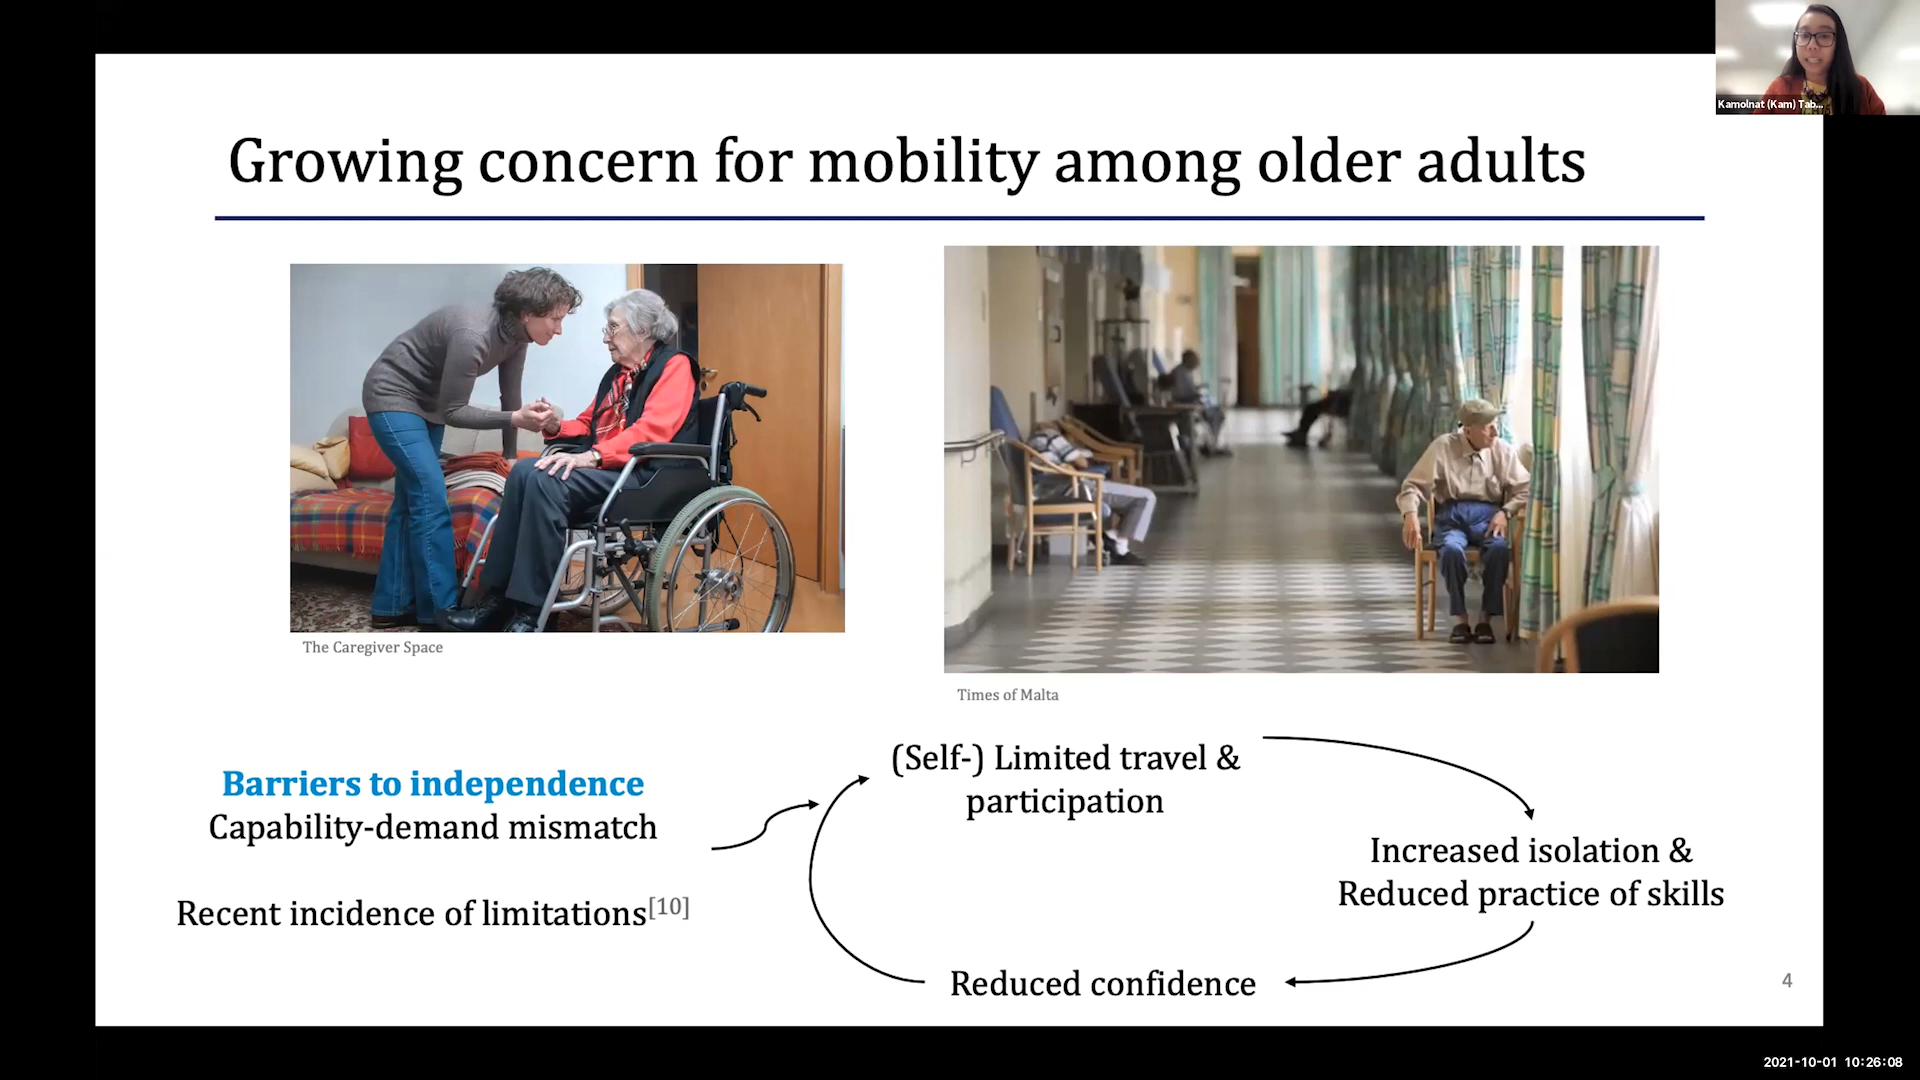 Kamolnat (Kam) Tab...
Growing concern for mobility among older adults
The Caregiver Space
Times of Malta
Barriers to independence
Capability-demand mismatch
Recent incidence of limitations[10]
(Self-) Limited travel &
participation
Increased isolation &
Reduced practice of skills
Reduced confidence
4
2021-10-01 10:26:08